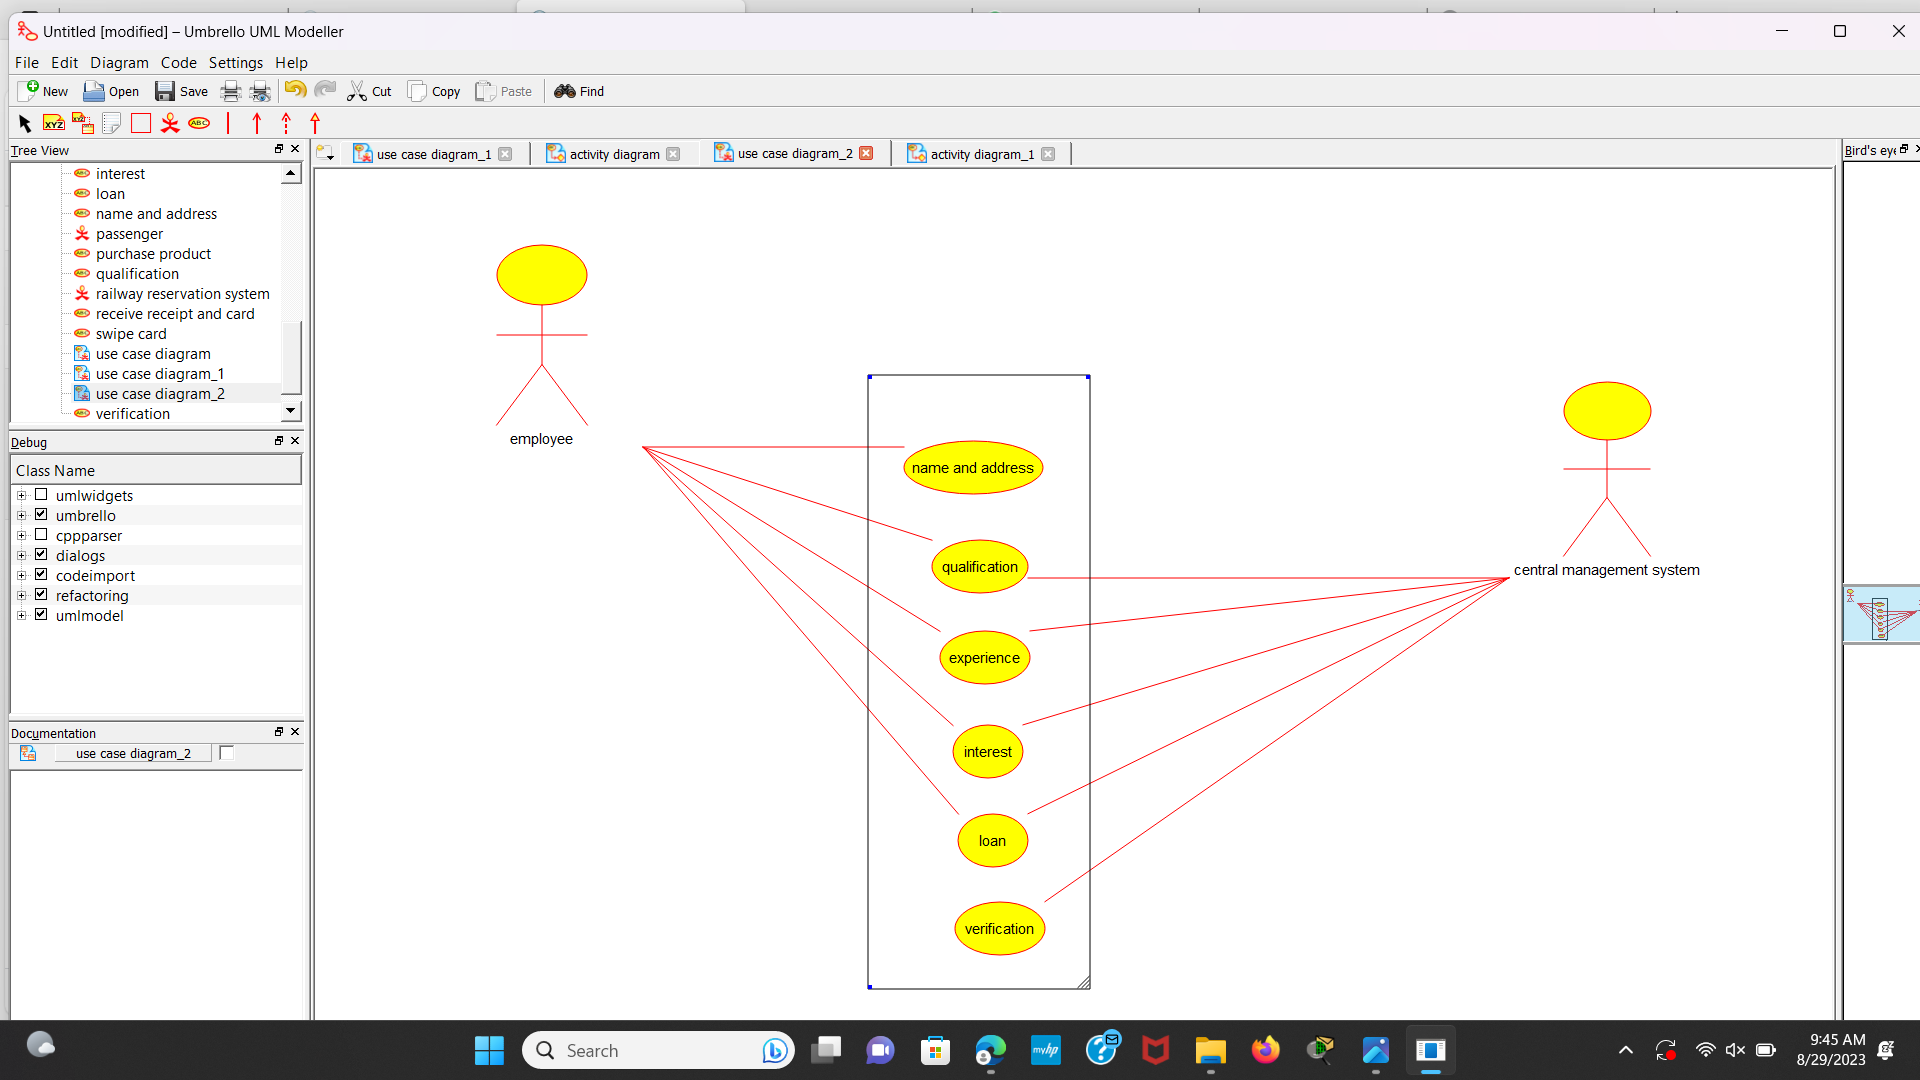 Untitled [modified] – Umbrello UML Modeller
File Edit Diagram Code Settings Help
New Open Save Cut Copy Paste Find
XYZ XYZ ABC
Tree View
interest
loan
name and address
passenger
purchase product
qualification
railway reservation system
receive receipt and card
swipe card
use case diagram
use case diagram_1
use case diagram_2
verification
Debug
Class Name
umlwidgets
umbrello
cppparser
dialogs
codeimport
refactoring
umlmodel
Documentation
use case diagram_2
use case diagram_1 activity diagram use case diagram_2 activity diagram_1
Bird's eye
employee
name and address
qualification
experience
interest
loan
verification
central management system
Search
myhp
9:45 AM
8/29/2023